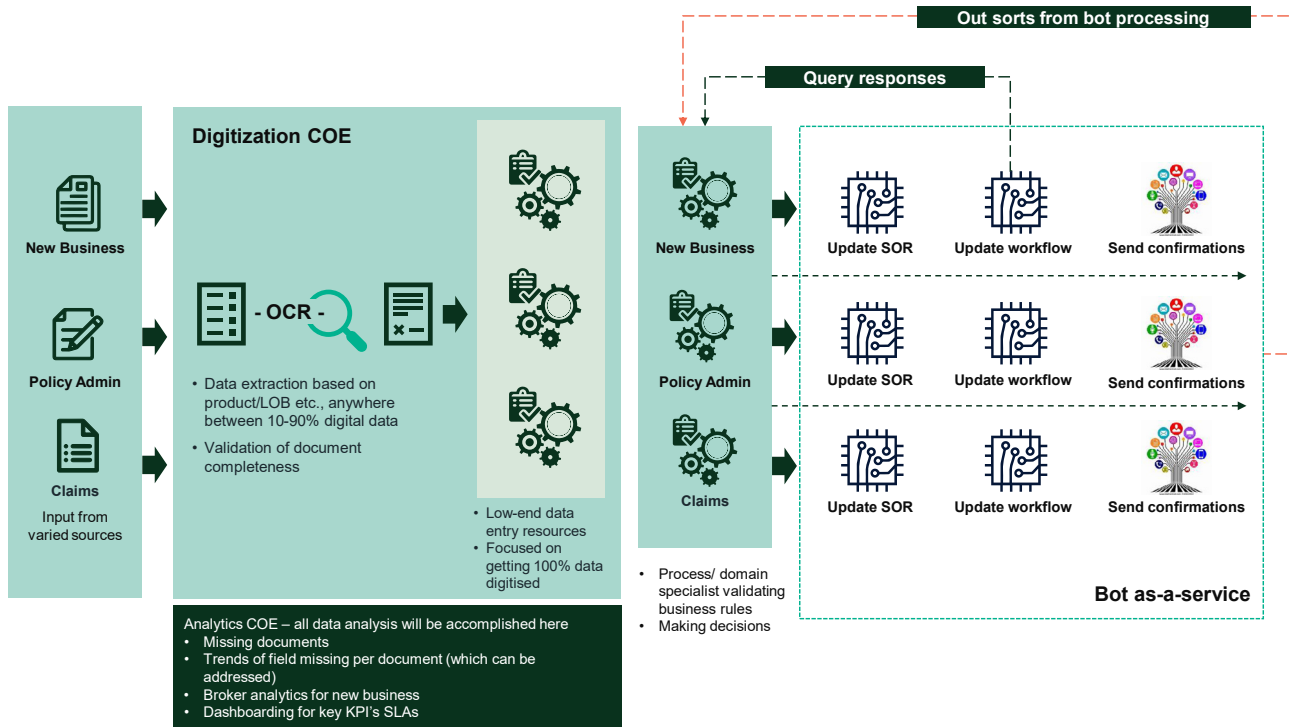 Out sorts from bot processing
Query responses
New Business
Policy Admin
Claims
Input from
varied sources
Digitization COE
- OCR -
• Data extraction based on
product/LOB etc., anywhere
between 10-90% digital data
• Validation of document
completeness
• Low-end data
entry resources
• Focused on
getting 100% data
digitised
Analytics COE – all data analysis will be accomplished here
• Missing documents
• Trends of field missing per document (which can be
addressed)
• Broker analytics for new business
• Dashboarding for key KPI's SLAs
New Business
Policy Admin
Claims
• Process/ domain
specialist validating
business rules
• Making decisions
Update SOR
Update workflow
Send confirmations
Update SOR
Update workflow
Send confirmations
Update SOR
Update workflow
Send confirmations
Bot as-a-service